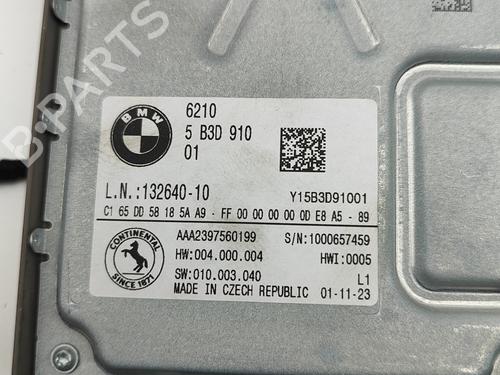 B-PARTS
BMW
6210
5 B3D 910
01
L.N.:132640-10
Y15B3D91001
C1 65 DD 58 18 5A A9 - FF 00 00 00 00 0D E8 A5 - 89
CONTINENTAL
SINCE 1871
AAA2397560199
S/N:1000657459
HW:004.000.004
HWI:0005
SW:010.003.040
L1
MADE IN CZECH REPUBLIC
01-11-23